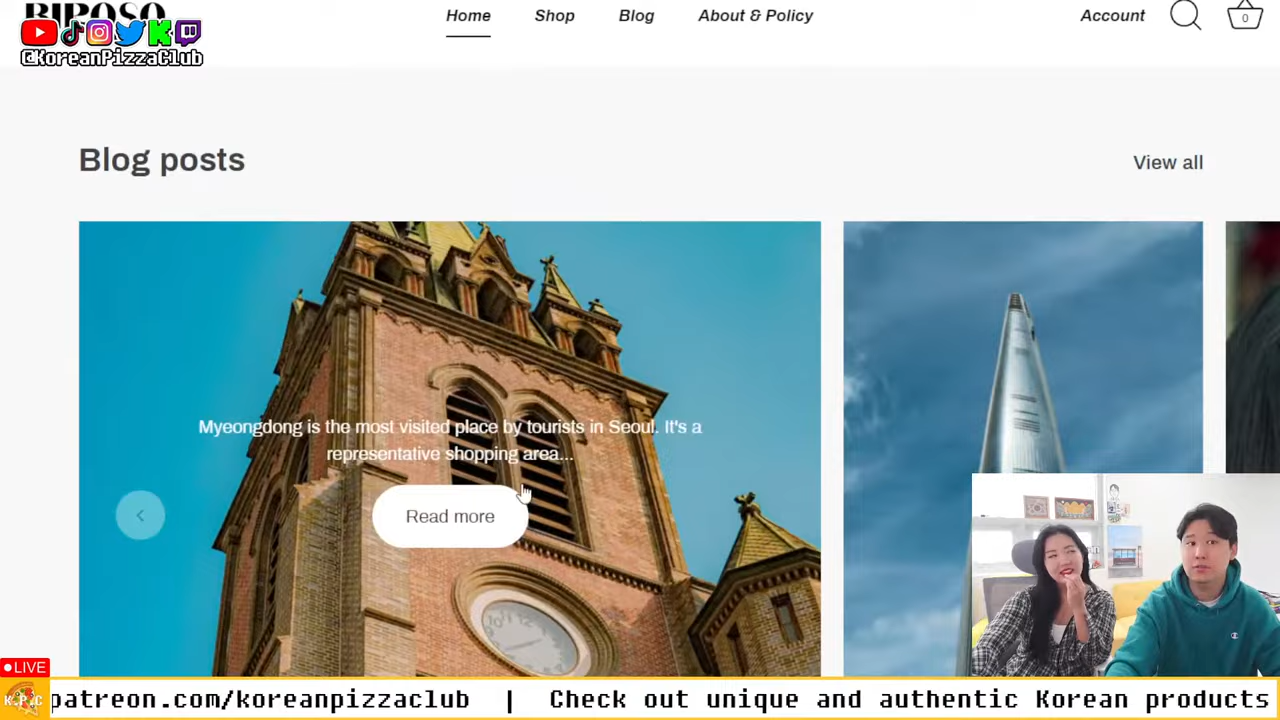 RIPOSO
Home Shop Blog About & Policy Account 0
@KoreanPizzaClub
Blog posts View all
Myeongdong is the most visited place by tourists in Seoul. It's a
representative shopping area...
Read more
LIVE
K.P.C
patreon.com/koreanpizzaclub | Check out unique and authentic Korean products